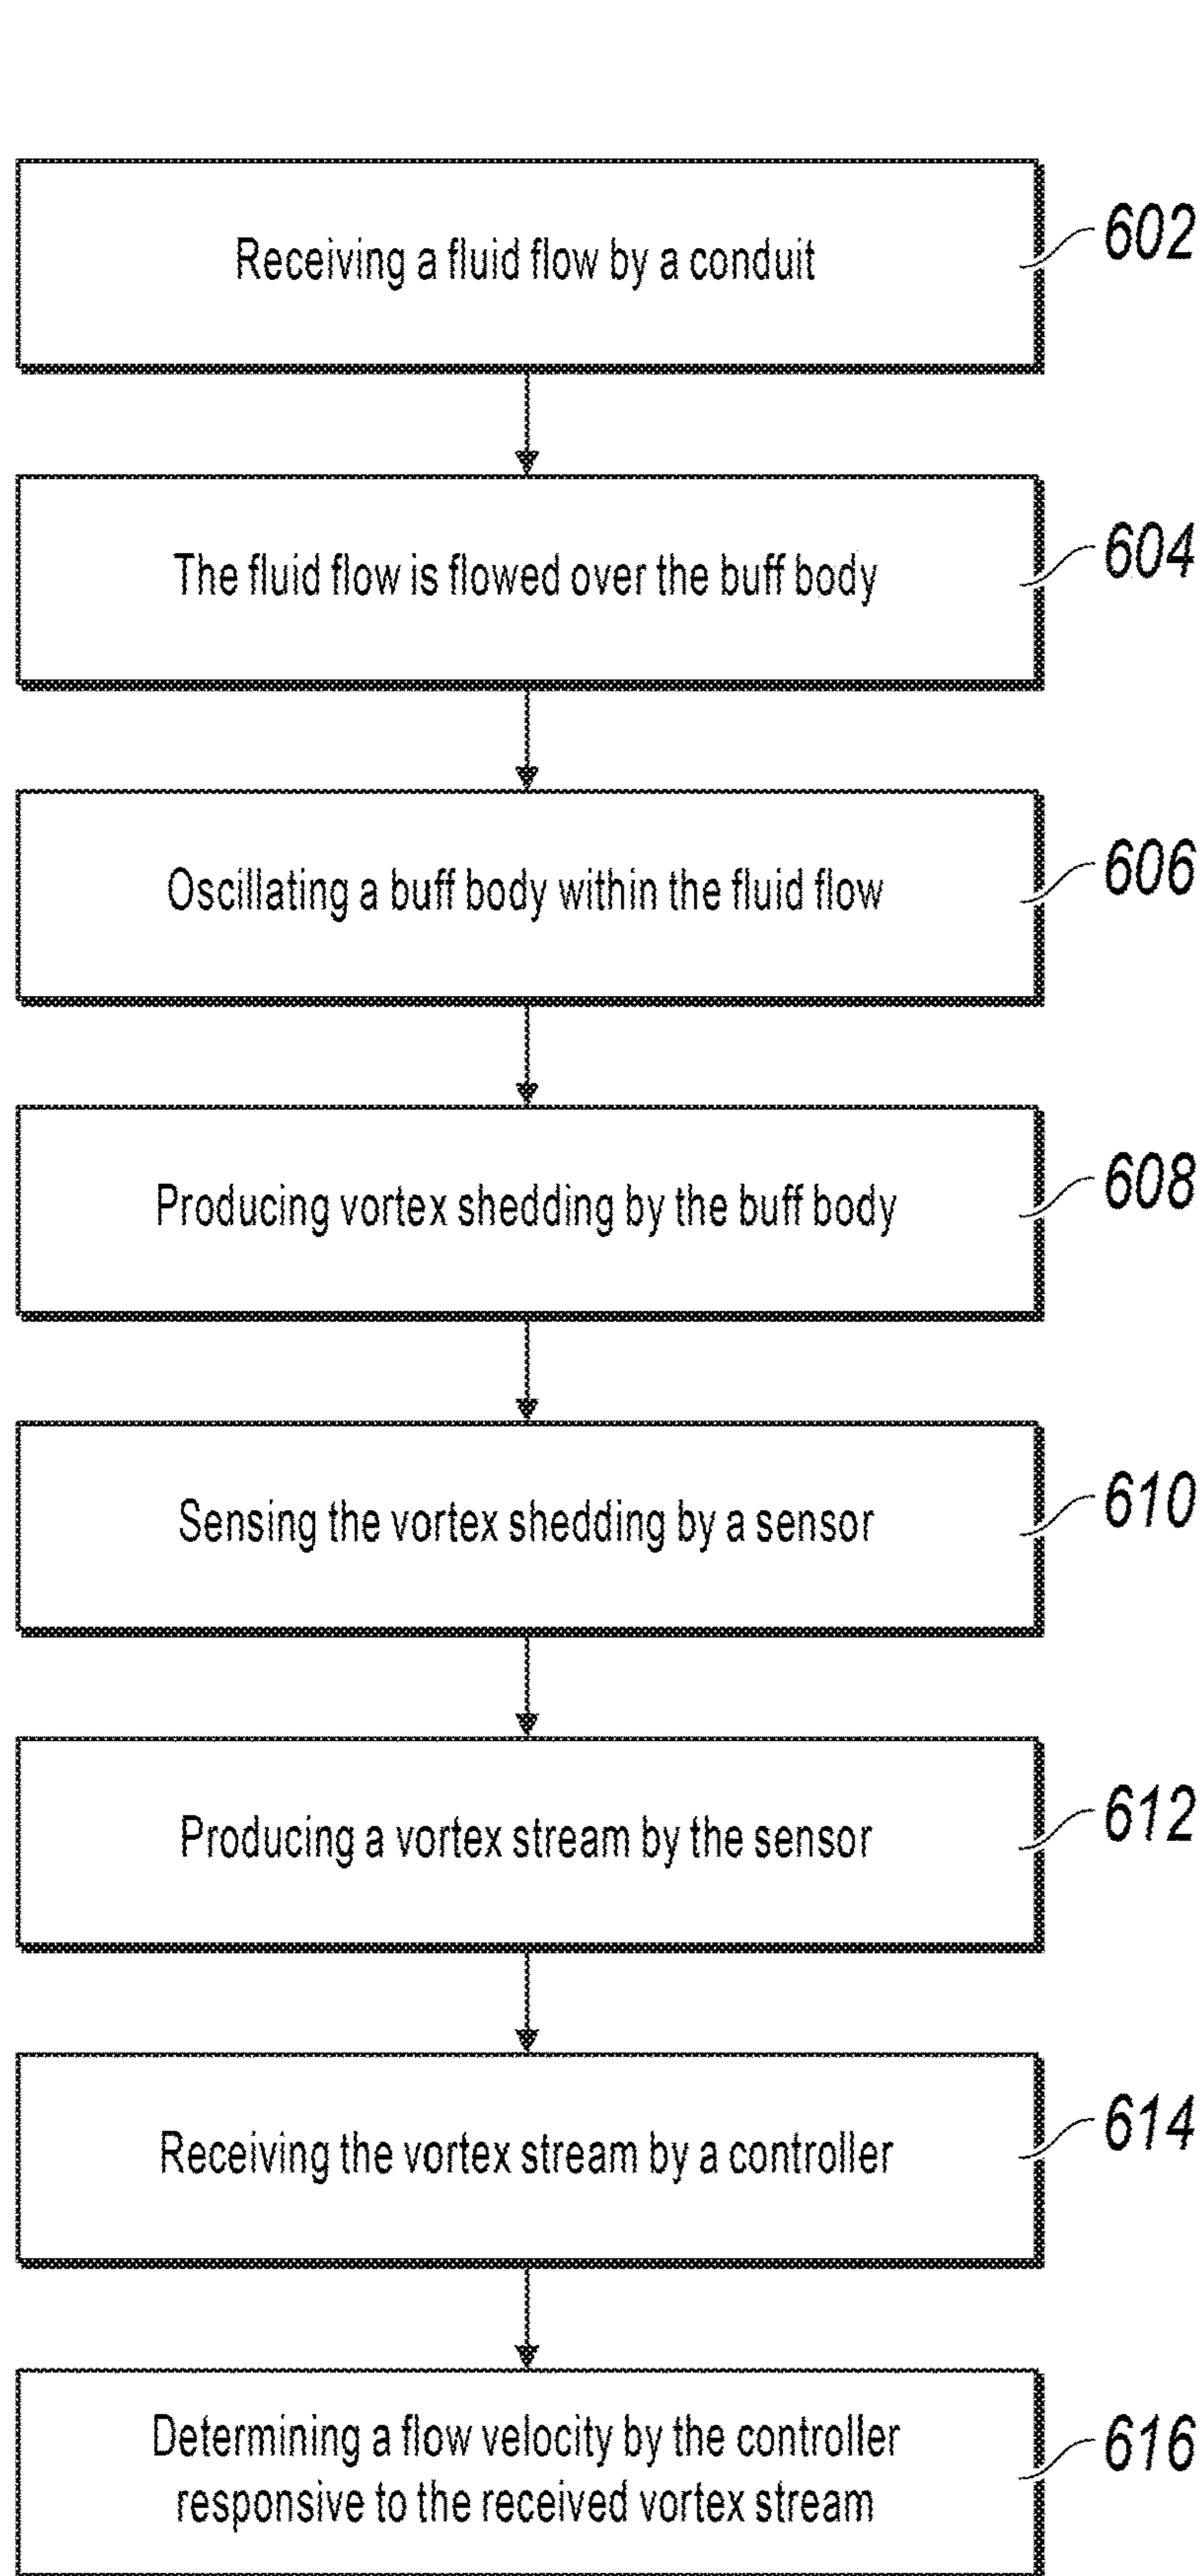 Receiving a fluid flow by a conduit
602
The fluid flow is flowed over the buff body
604
Oscillating a buff body within the fluid flow
606
Producing vortex shedding by the buff body
608
Sensing the vortex shedding by a sensor
610
Producing a vortex stream by the sensor
612
Receiving the vortex stream by a controller
614
Determining a flow velocity by the controller
responsive to the received vortex stream
616